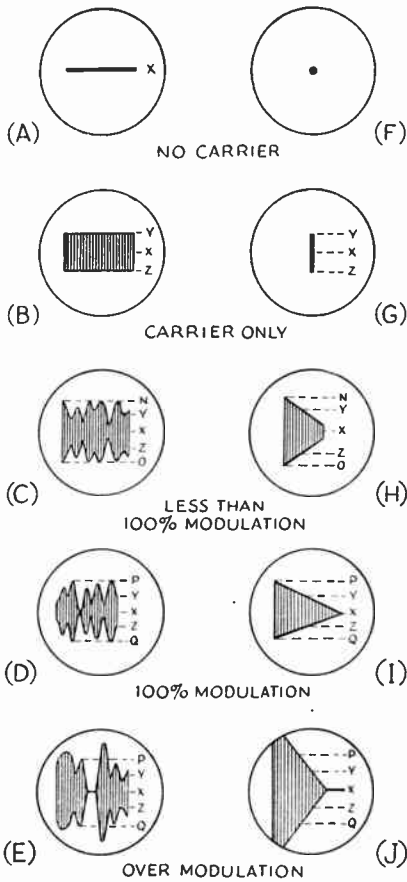 X
(A) (F)
NO CARRIER
Y Y
X X
Z Z
(B) (G)
CARRIER ONLY
N N
Y Y
X X
Z Z
O O
(C) (H)
LESS THAN
100% MODULATION
P P
Y Y
X X
Z Z
Q Q
(D) (I)
100% MODULATION
P P
Y Y
X X
Z Z
Q Q
(E) (J)
OVER MODULATION